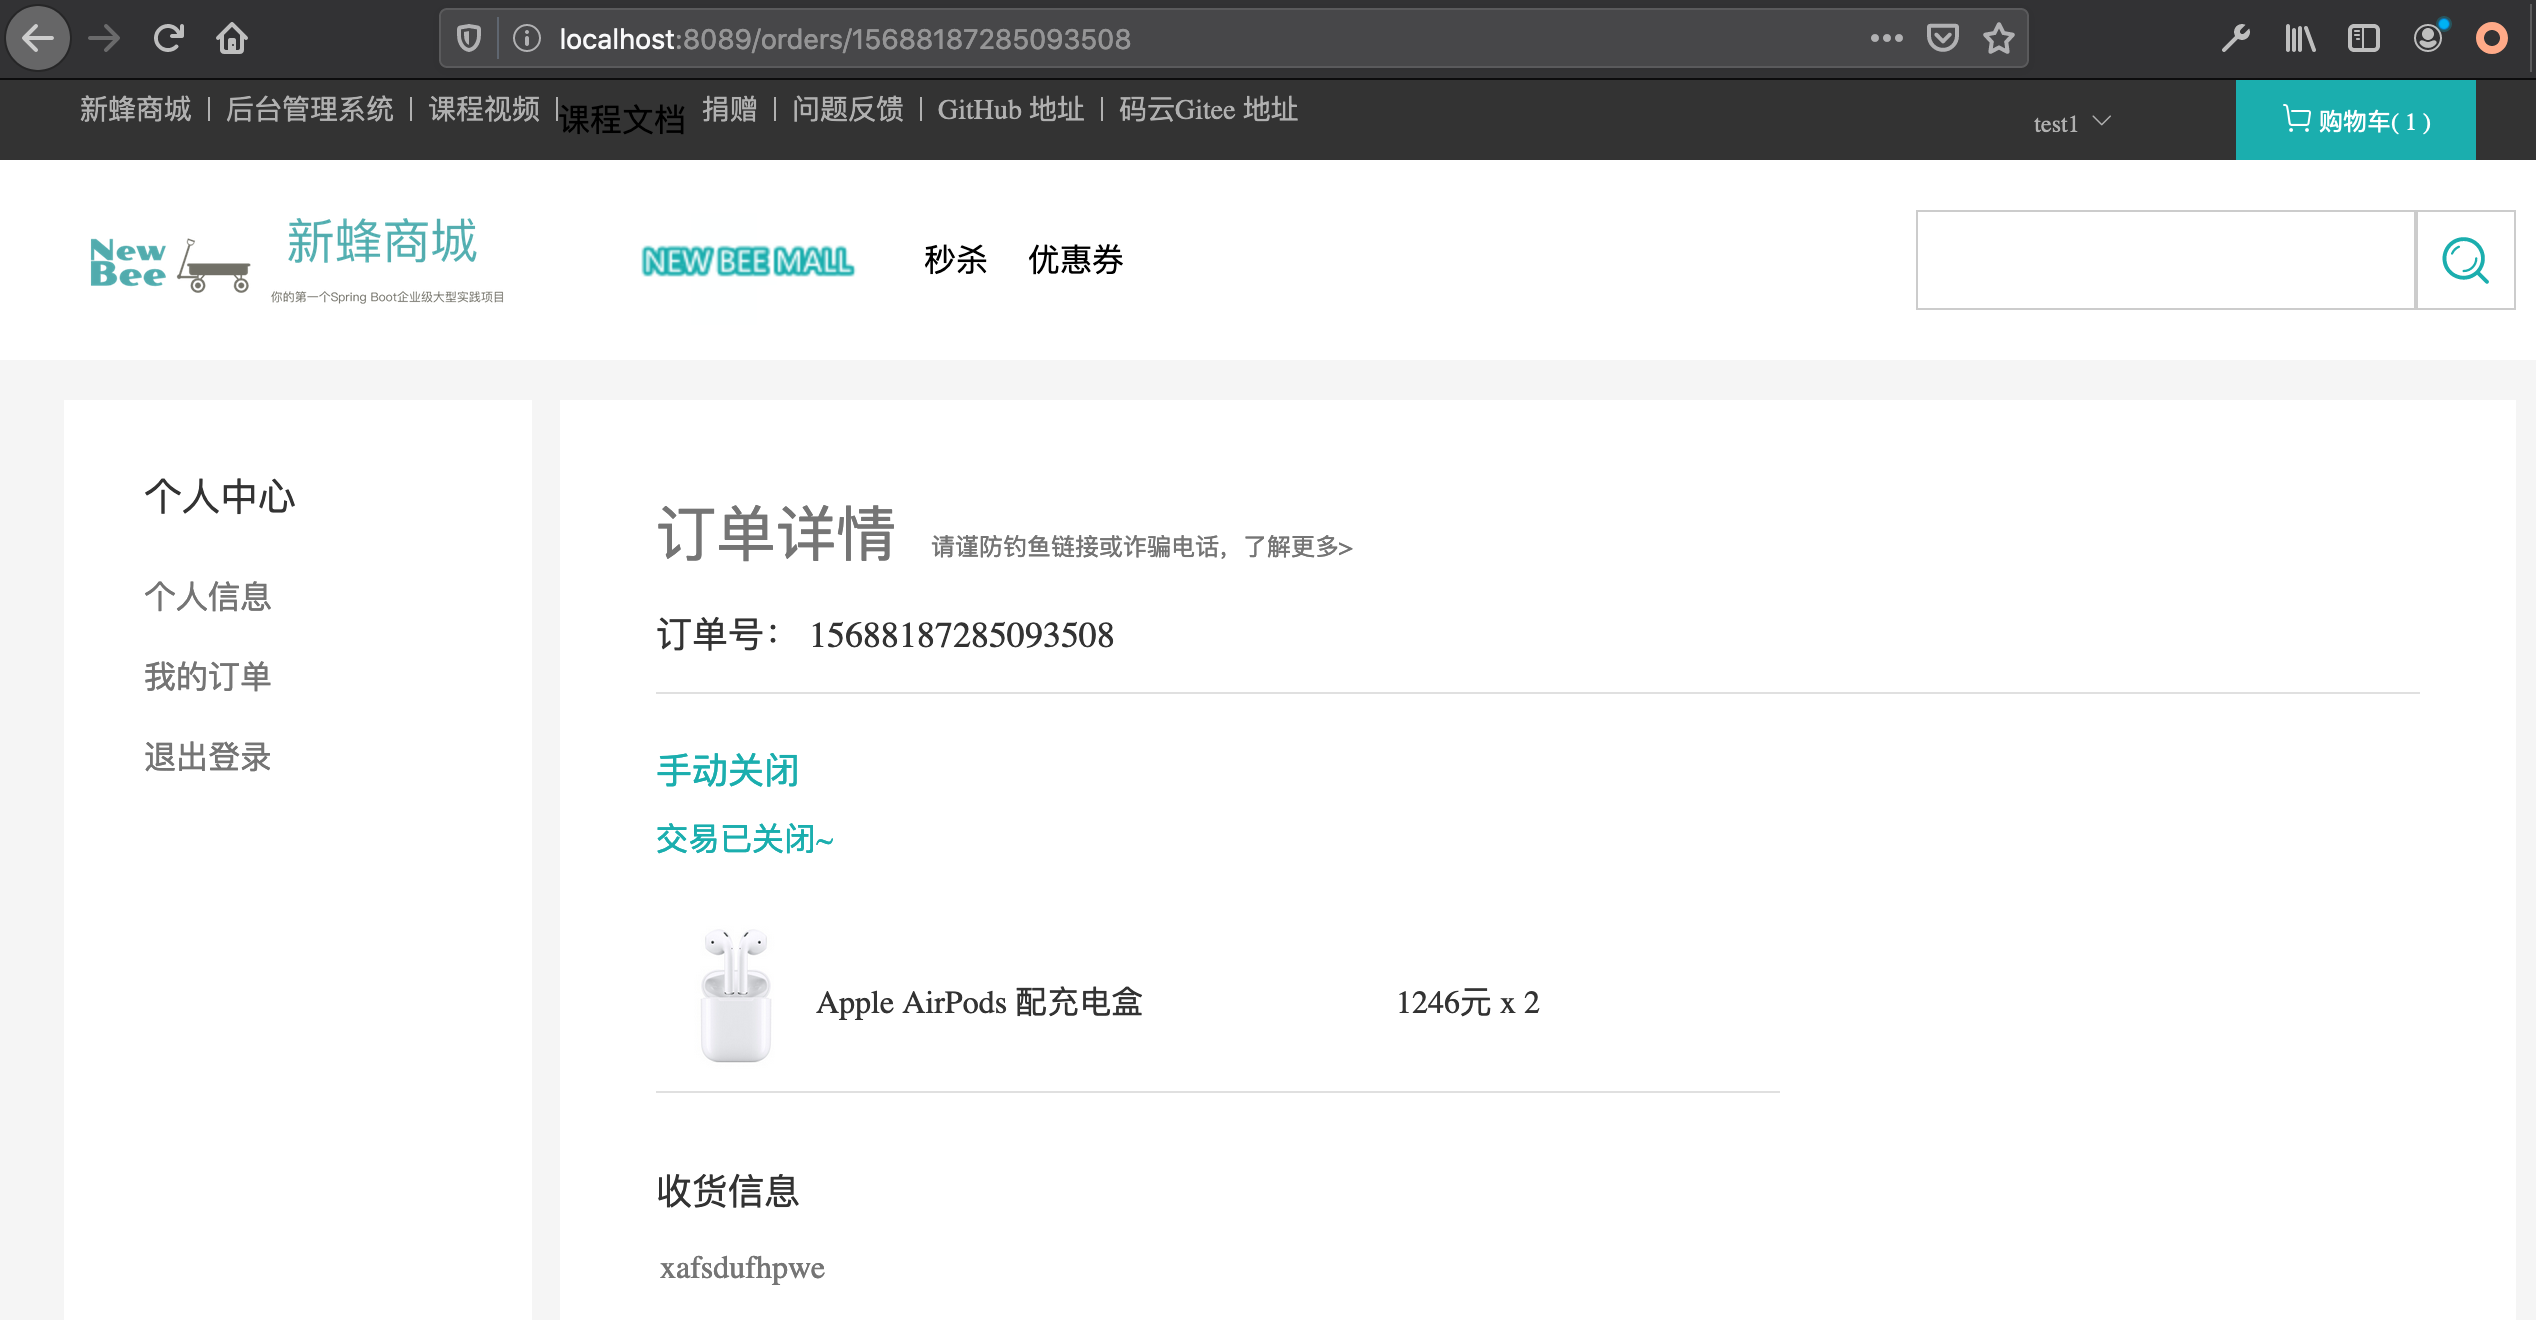 localhost:8089/orders/15688187285093508
新蜂商城 | 后台管理系统 | 课程视频 | 课程文档 捐赠 | 问题反馈 | GitHub 地址 | 码云Gitee 地址
test1
购物车( 1 )
New Bee
新蜂商城
你的第一个Spring Boot企业级大型实践项目
NEW BEE MALL
秒杀 优惠券
个人中心
个人信息
我的订单
退出登录
订单详情 请谨防钓鱼链接或诈骗电话，了解更多>
订单号： 15688187285093508
手动关闭
交易已关闭~
Apple AirPods 配充电盒 1246元 x 2
收货信息
xafsdufhpwe